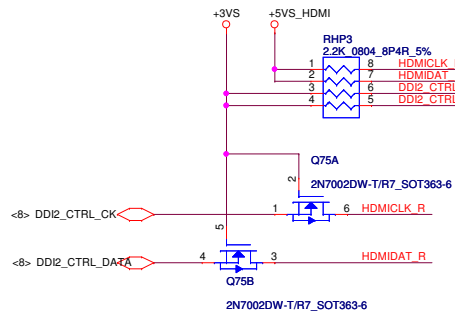 +3VS
+5VS_HDMI
RHP3
2.2K_0804_8P4R_5%
1 8 HDMICLK_
2 7 HDMIDAT_
3 6 DDI2_CTRL
4 5 DDI2_CTRL
Q75A
2N7002DW-T/R7_SOT363-6
2
<8> DDI2_CTRL_CK
1 6 HDMICLK_R
5
<8> DDI2_CTRL_DATA
4 3 HDMIDAT_R
Q75B
2N7002DW-T/R7_SOT363-6